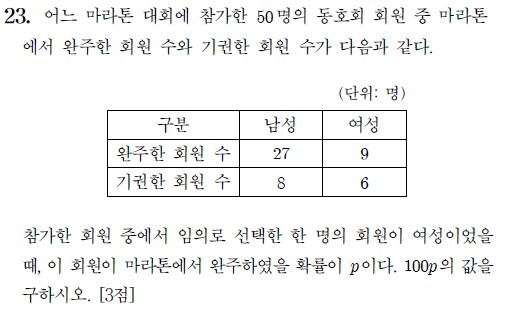 23. 어느 마라톤 대회에 참가한 50명의 동호회 회원 중 마라톤
에서 완주한 회원 수와 기권한 회원 수가 다음과 같다.
(단위: 명)
구분 남성 여성
완주한 회원 수 27 9
기권한 회원 수 8 6
참가한 회원 중에서 임의로 선택한 한 명의 회원이 여성이었을
때, 이 회원이 마라톤에서 완주하였을 확률이 p이다. 100p의 값을
구하시오. [3점]